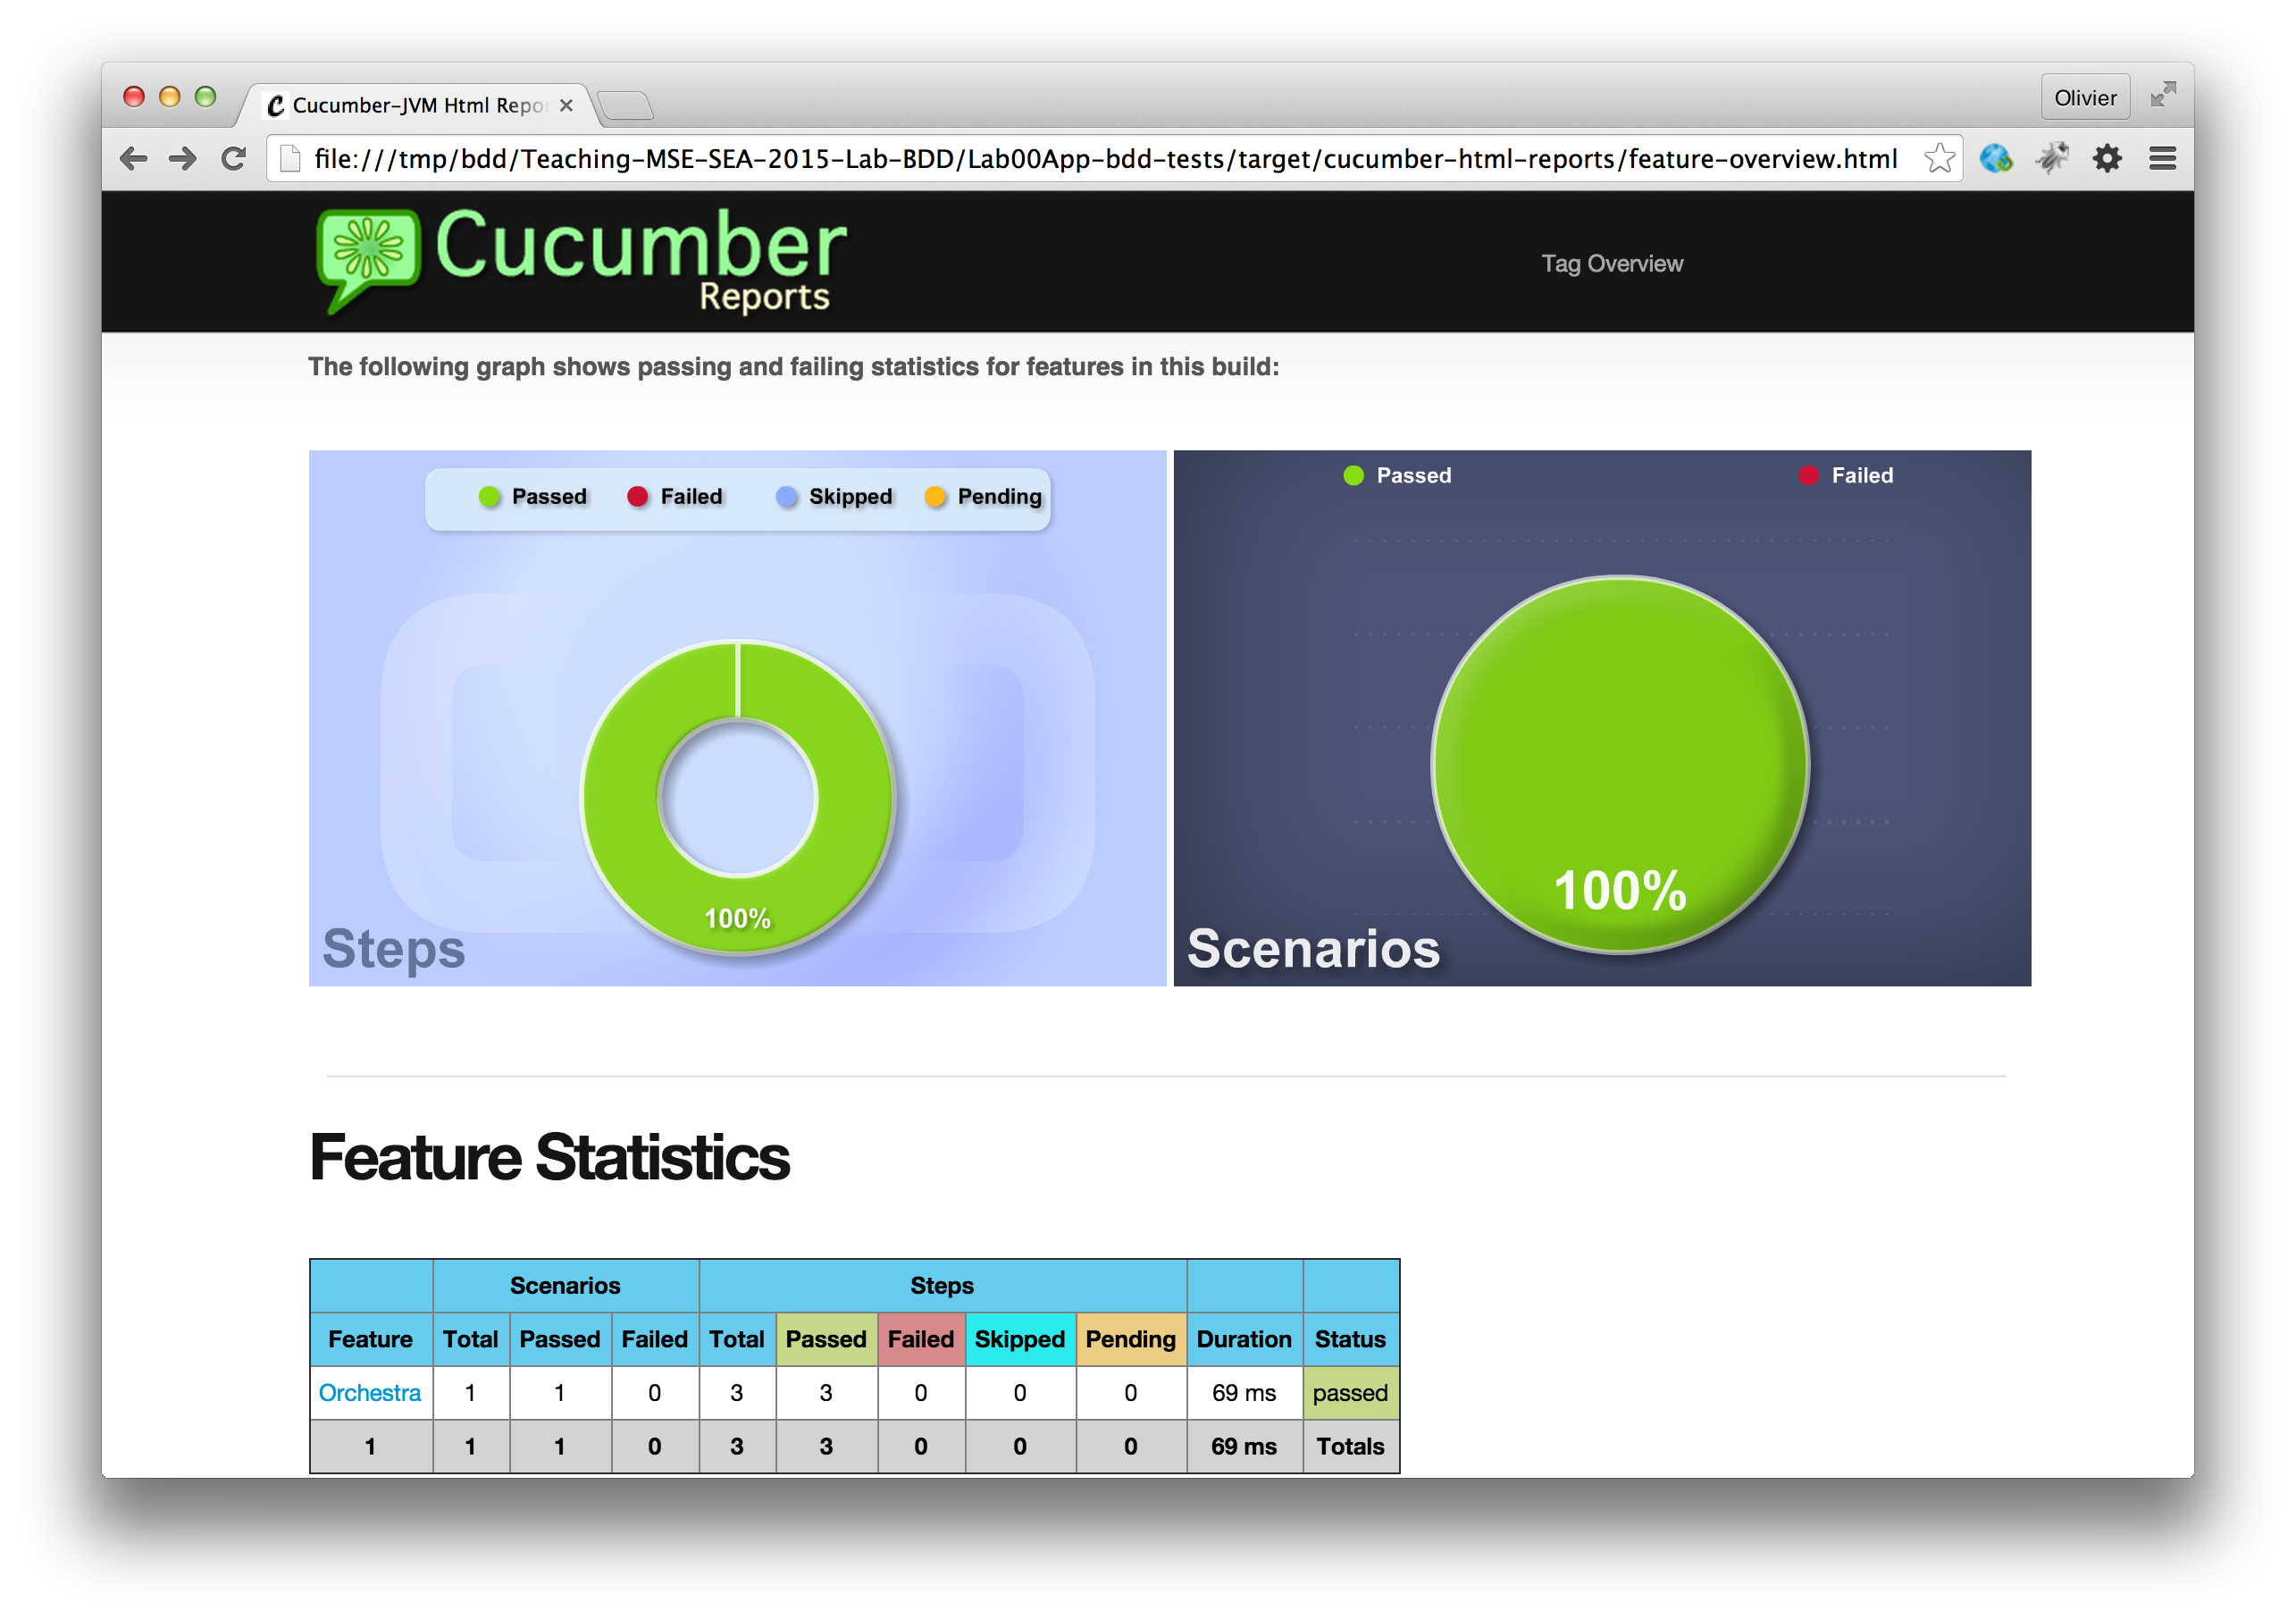 Cucumber-JVM Html Repo
Olivier
file:///tmp/bdd/Teaching-MSE-SEA-2015-Lab-BDD/Lab00App-bdd-tests/target/cucumber-html-reports/feature-overview.html
Cucumber
Reports
Tag Overview
The following graph shows passing and failing statistics for features in this build:
Passed Failed Skipped Pending
100%
Steps
Passed Failed
100%
Scenarios
Feature Statistics
Scenarios Steps
Feature Total Passed Failed Total Passed Failed Skipped Pending Duration Status
Orchestra 1 1 0 3 3 0 0 0 69 ms passed
1 1 1 0 3 3 0 0 0 69 ms Totals